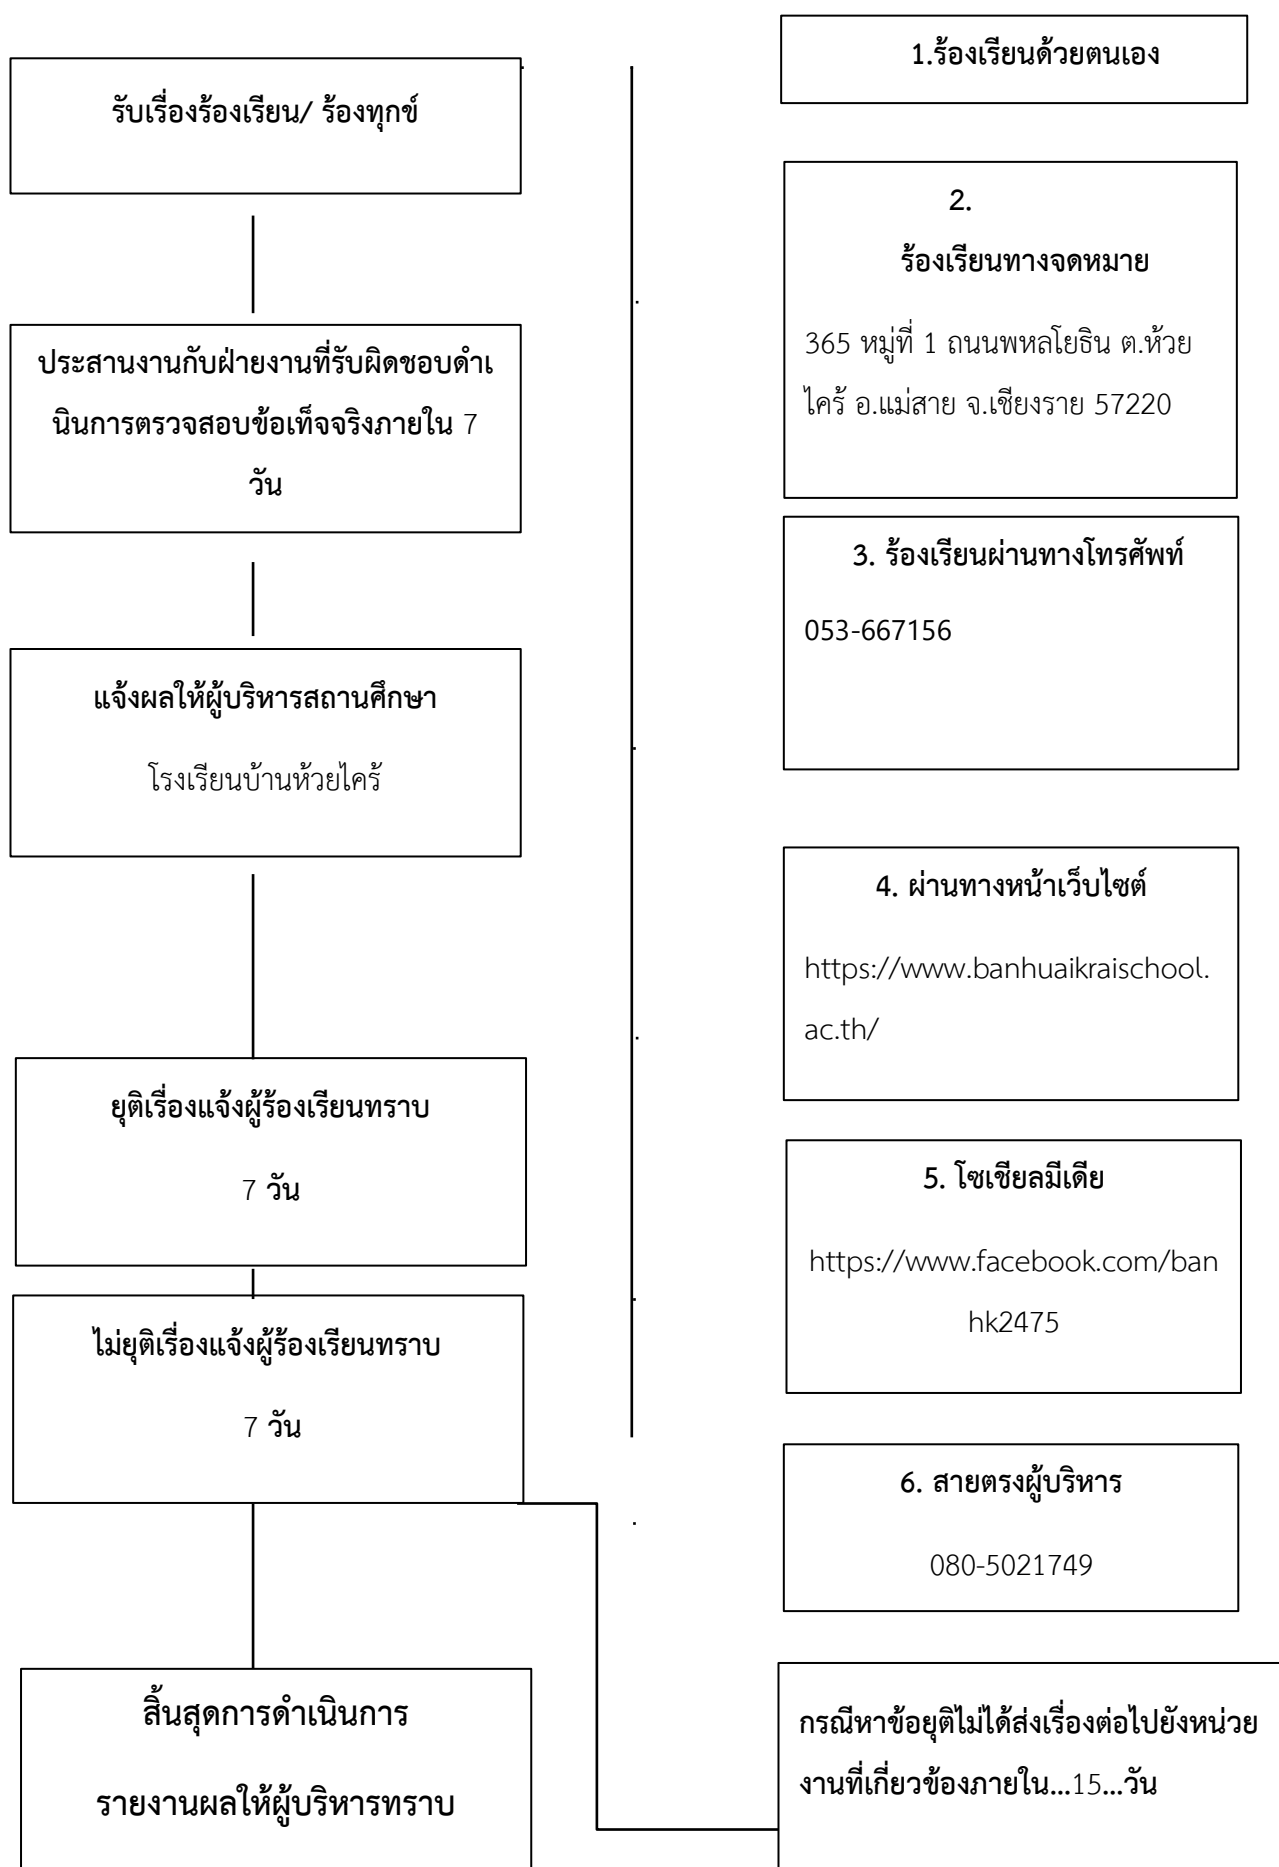 รับเรื่องร้องเรียน/ ร้องทุกข์
ประสานงานกับฝ่ายงานที่รับผิดชอบดำเ
นินการตรวจสอบข้อเท็จจริงภายใน 7
วัน
แจ้งผลให้ผู้บริหารสถานศึกษา
โรงเรียนบ้านห้วยไคร้
ยุติเรื่องแจ้งผู้ร้องเรียนทราบ
7 วัน
ไม่ยุติเรื่องแจ้งผู้ร้องเรียนทราบ
7 วัน
สิ้นสุดการดำเนินการ
รายงานผลให้ผู้บริหารทราบ
1.ร้องเรียนด้วยตนเอง
2.
ร้องเรียนทางจดหมาย
365 หมู่ที่ 1 ถนนพหลโยธิน ต.ห้วย
ไคร้ อ.แม่สาย จ.เชียงราย 57220
3. ร้องเรียนผ่านทางโทรศัพท์
053-667156
4. ผ่านทางหน้าเว็บไซต์
https://www.banhuaikraischool.
ac.th/
5. โซเชียลมีเดีย
https://www.facebook.com/ban
hk2475
6. สายตรงผู้บริหาร
080-5021749
กรณีหาข้อยุติไม่ได้ส่งเรื่องต่อไปยังหน่วย
งานที่เกี่ยวข้องภายใน...15...วัน